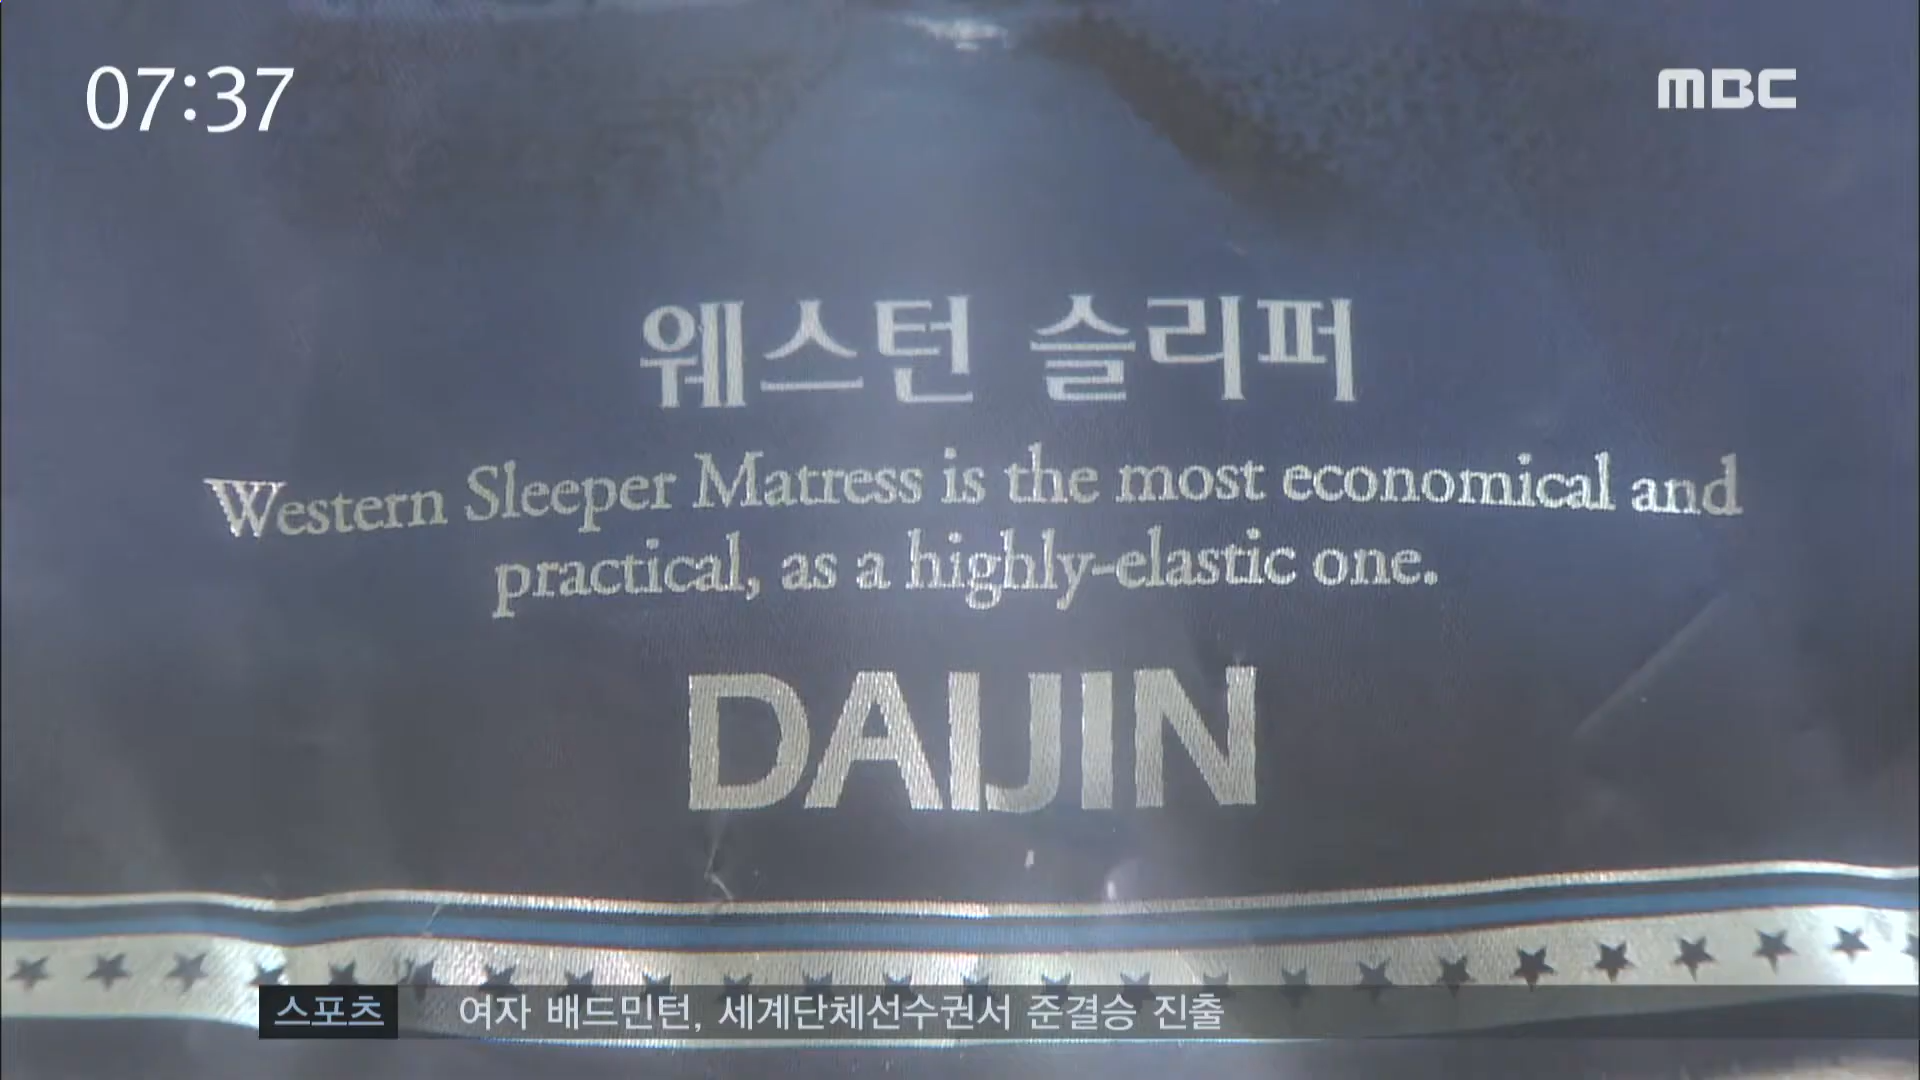 07:37
MBC
웨스턴 슬리퍼
Western Sleeper Matress is the most economical and
practical, as a highly-elastic one.
DAIJIN
스포츠 여자 배드민턴, 세계단체선수권서 준결승 진출